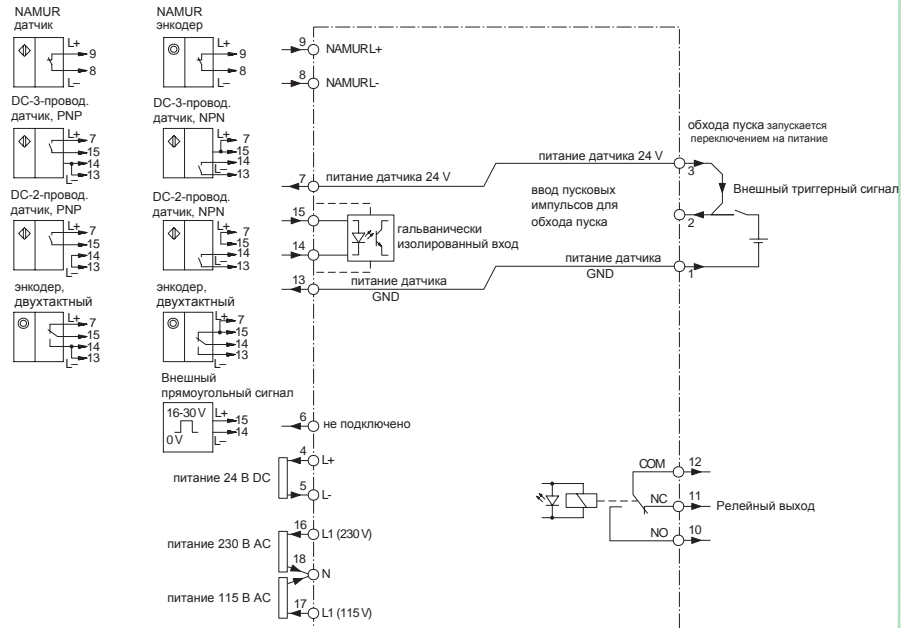 NAMUR
датчик
L+
9
8
L–
NAMUR
энкодер
L+
9
8
L–
DC-3-провод.
датчик, PNP
L+
7
15
14
L–
13
DC-3-провод.
датчик, NPN
L+
7
15
14
L–
13
DC-2-провод.
датчик, PNP
L+
7
15
14
L–
13
DC-2-провод.
датчик, NPN
L+
7
15
14
L–
13
энкодер,
двухтактный
L+
7
15
14
L–
13
энкодер,
двухтактный
L+
7
15
14
L–
13
Внешный
прямоугольный сигнал
16-30 V
0 V
L+
15
14
L–
питание 24 В DC
питание 230 В AC
питание 115 В AC
9
NAMURL+
8
NAMURL-
7
питание датчика 24 V
питание датчика 24 V
15
14
гальванически
изолированный вход
13
питание датчика
GND
ввод пусковых
импульсов для
обхода пуска
питание датчика
GND
6
не подключено
4
L+
5
L-
16
L1 (230 V)
18
N
17
L1 (115 V)
обхода пуска запускается
переключением на питание
3
Внешный триггерный сигнал
2
1
COM
12
NC
11
Релейный выход
NO
10